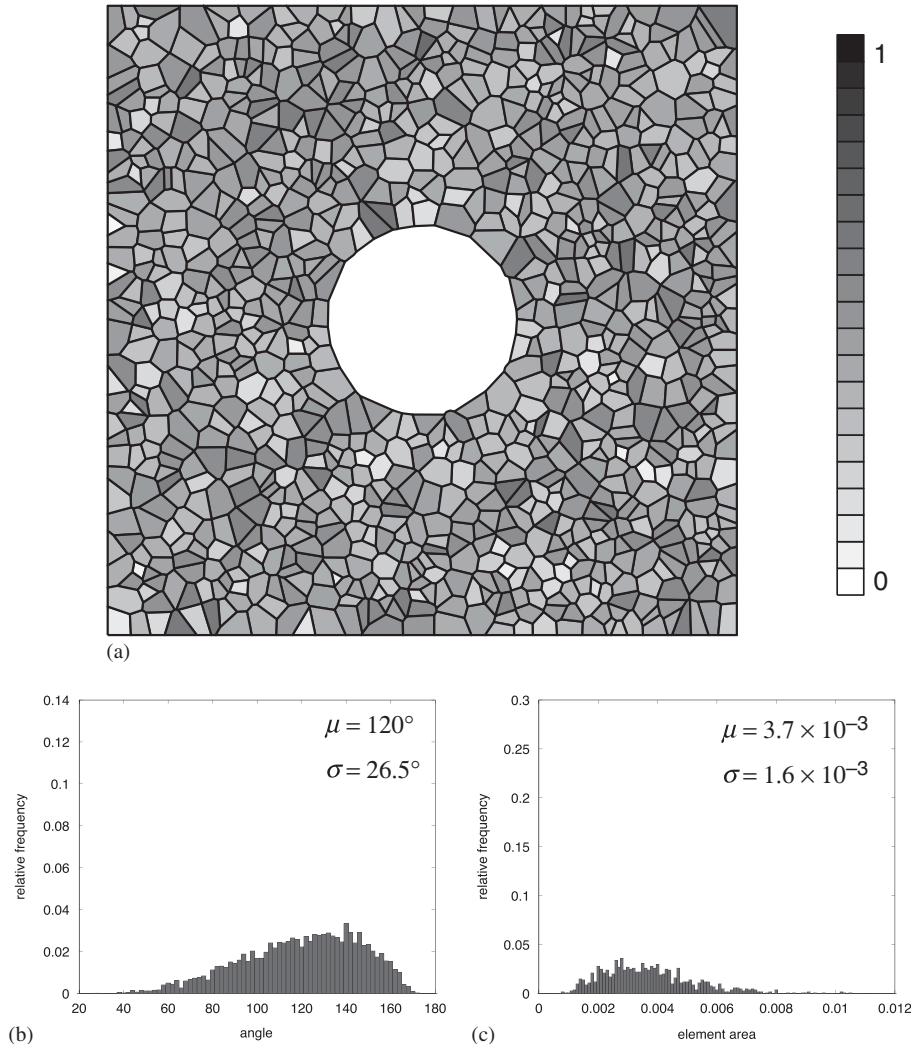 1
0
(a)
0.14
0.12
0.1
0.08
0.06
0.04
0.02
0
relative frequency
μ = 120°
σ = 26.5°
20 40 60 80 100 120 140 160 180
angle
(b)
0.3
0.25
0.2
0.15
0.1
0.05
0
relative frequency
μ = 3.7 × 10⁻³
σ = 1.6 × 10⁻³
0 0.002 0.004 0.006 0.008 0.01 0.012
element area
(c)